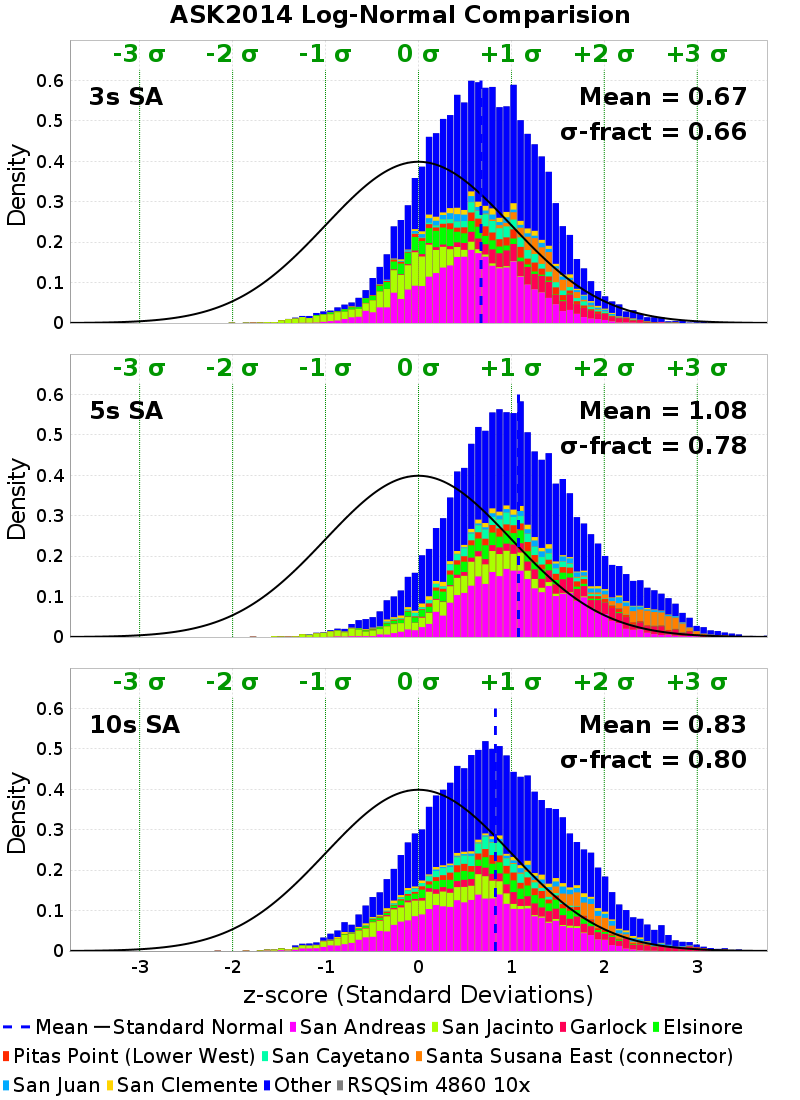 ASK2014 Log-Normal Comparision
-3 σ -2 σ -1 σ 0 σ +1 σ +2 σ +3 σ
3s SA
Mean = 0.67
σ-fract = 0.66
Density
0.6
0.5
0.4
0.3
0.2
0.1
0
-3 σ -2 σ -1 σ 0 σ +1 σ +2 σ +3 σ
5s SA
Mean = 1.08
σ-fract = 0.78
Density
0.6
0.5
0.4
0.3
0.2
0.1
0
-3 σ -2 σ -1 σ 0 σ +1 σ +2 σ +3 σ
10s SA
Mean = 0.83
σ-fract = 0.80
Density
0.6
0.5
0.4
0.3
0.2
0.1
0
-3 -2 -1 0 1 2 3
z-score (Standard Deviations)
Mean Standard Normal San Andreas San Jacinto Garlock Elsinore
Pitas Point (Lower West) San Cayetano Santa Susana East (connector)
San Juan San Clemente Other RSQSim 4860 10x